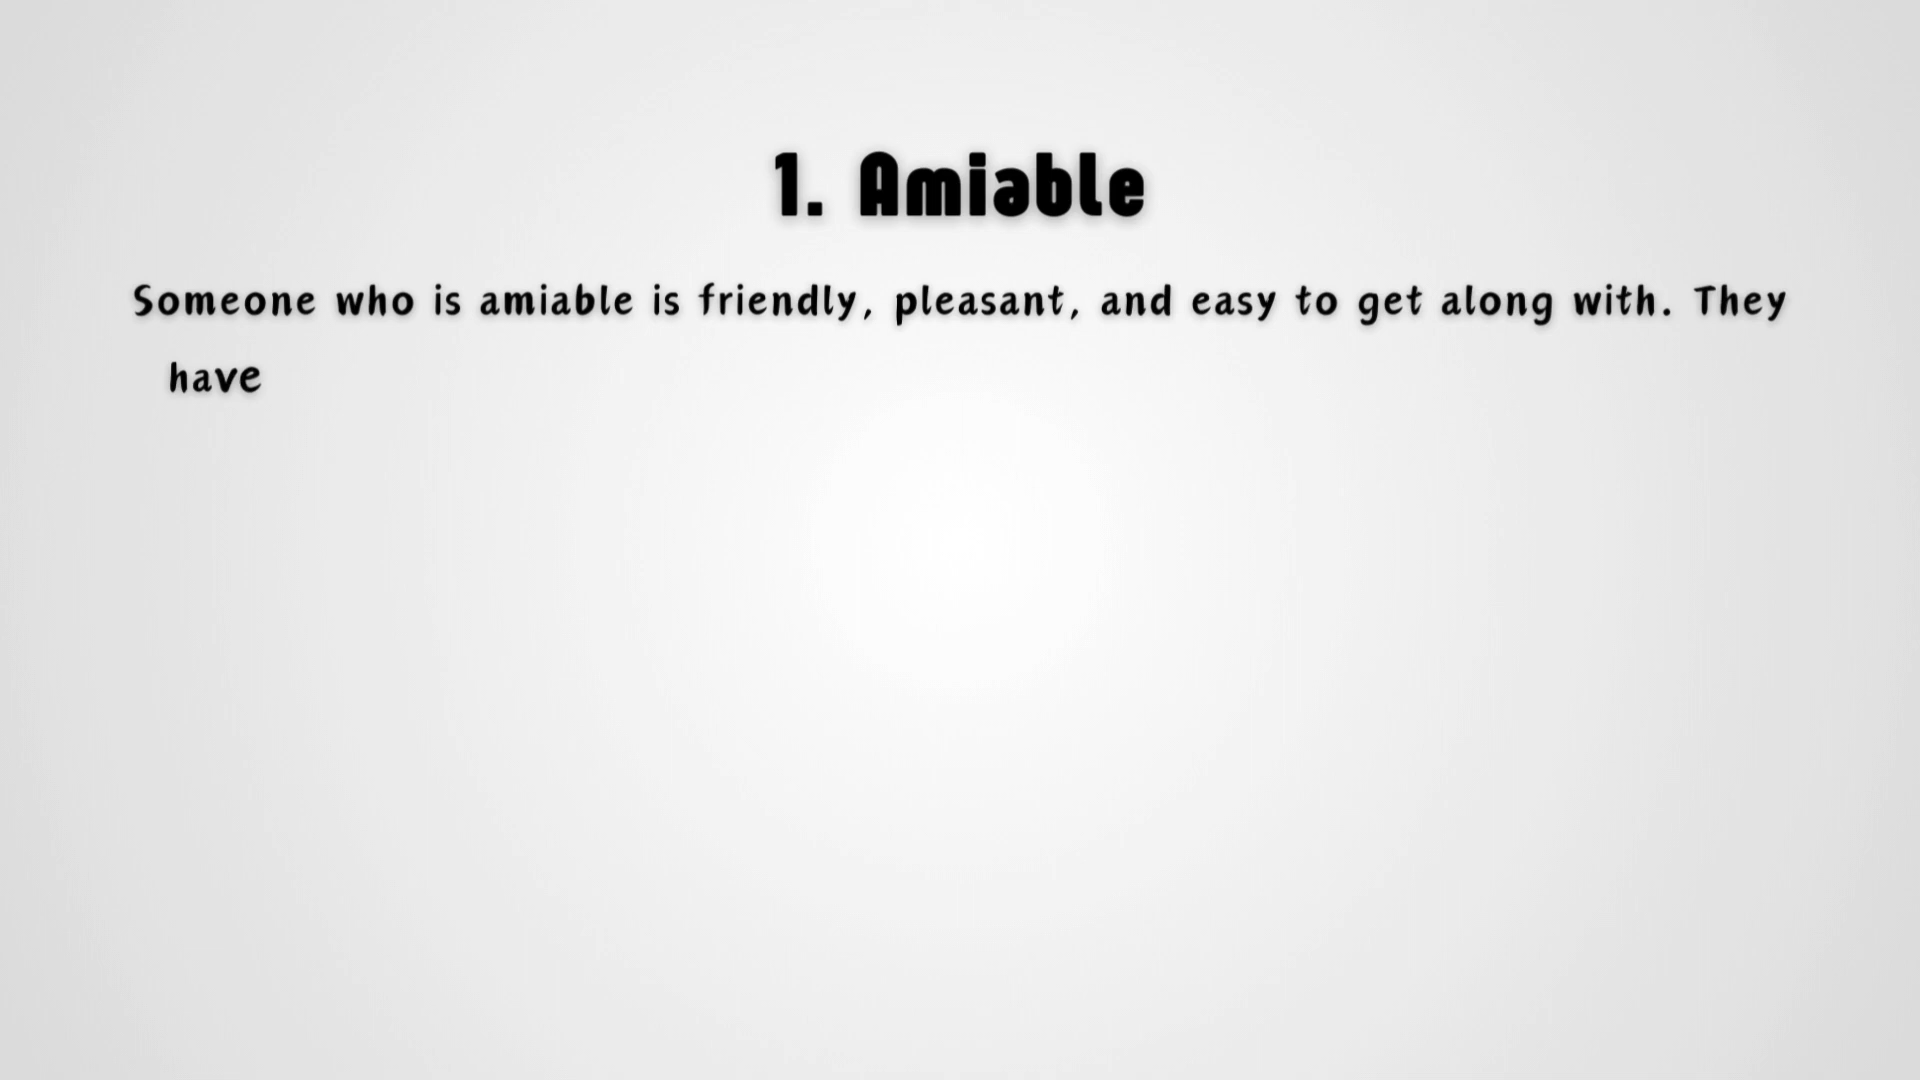 1. Amiable
Someone who is amiable is friendly, pleasant, and easy to get along with. They
have